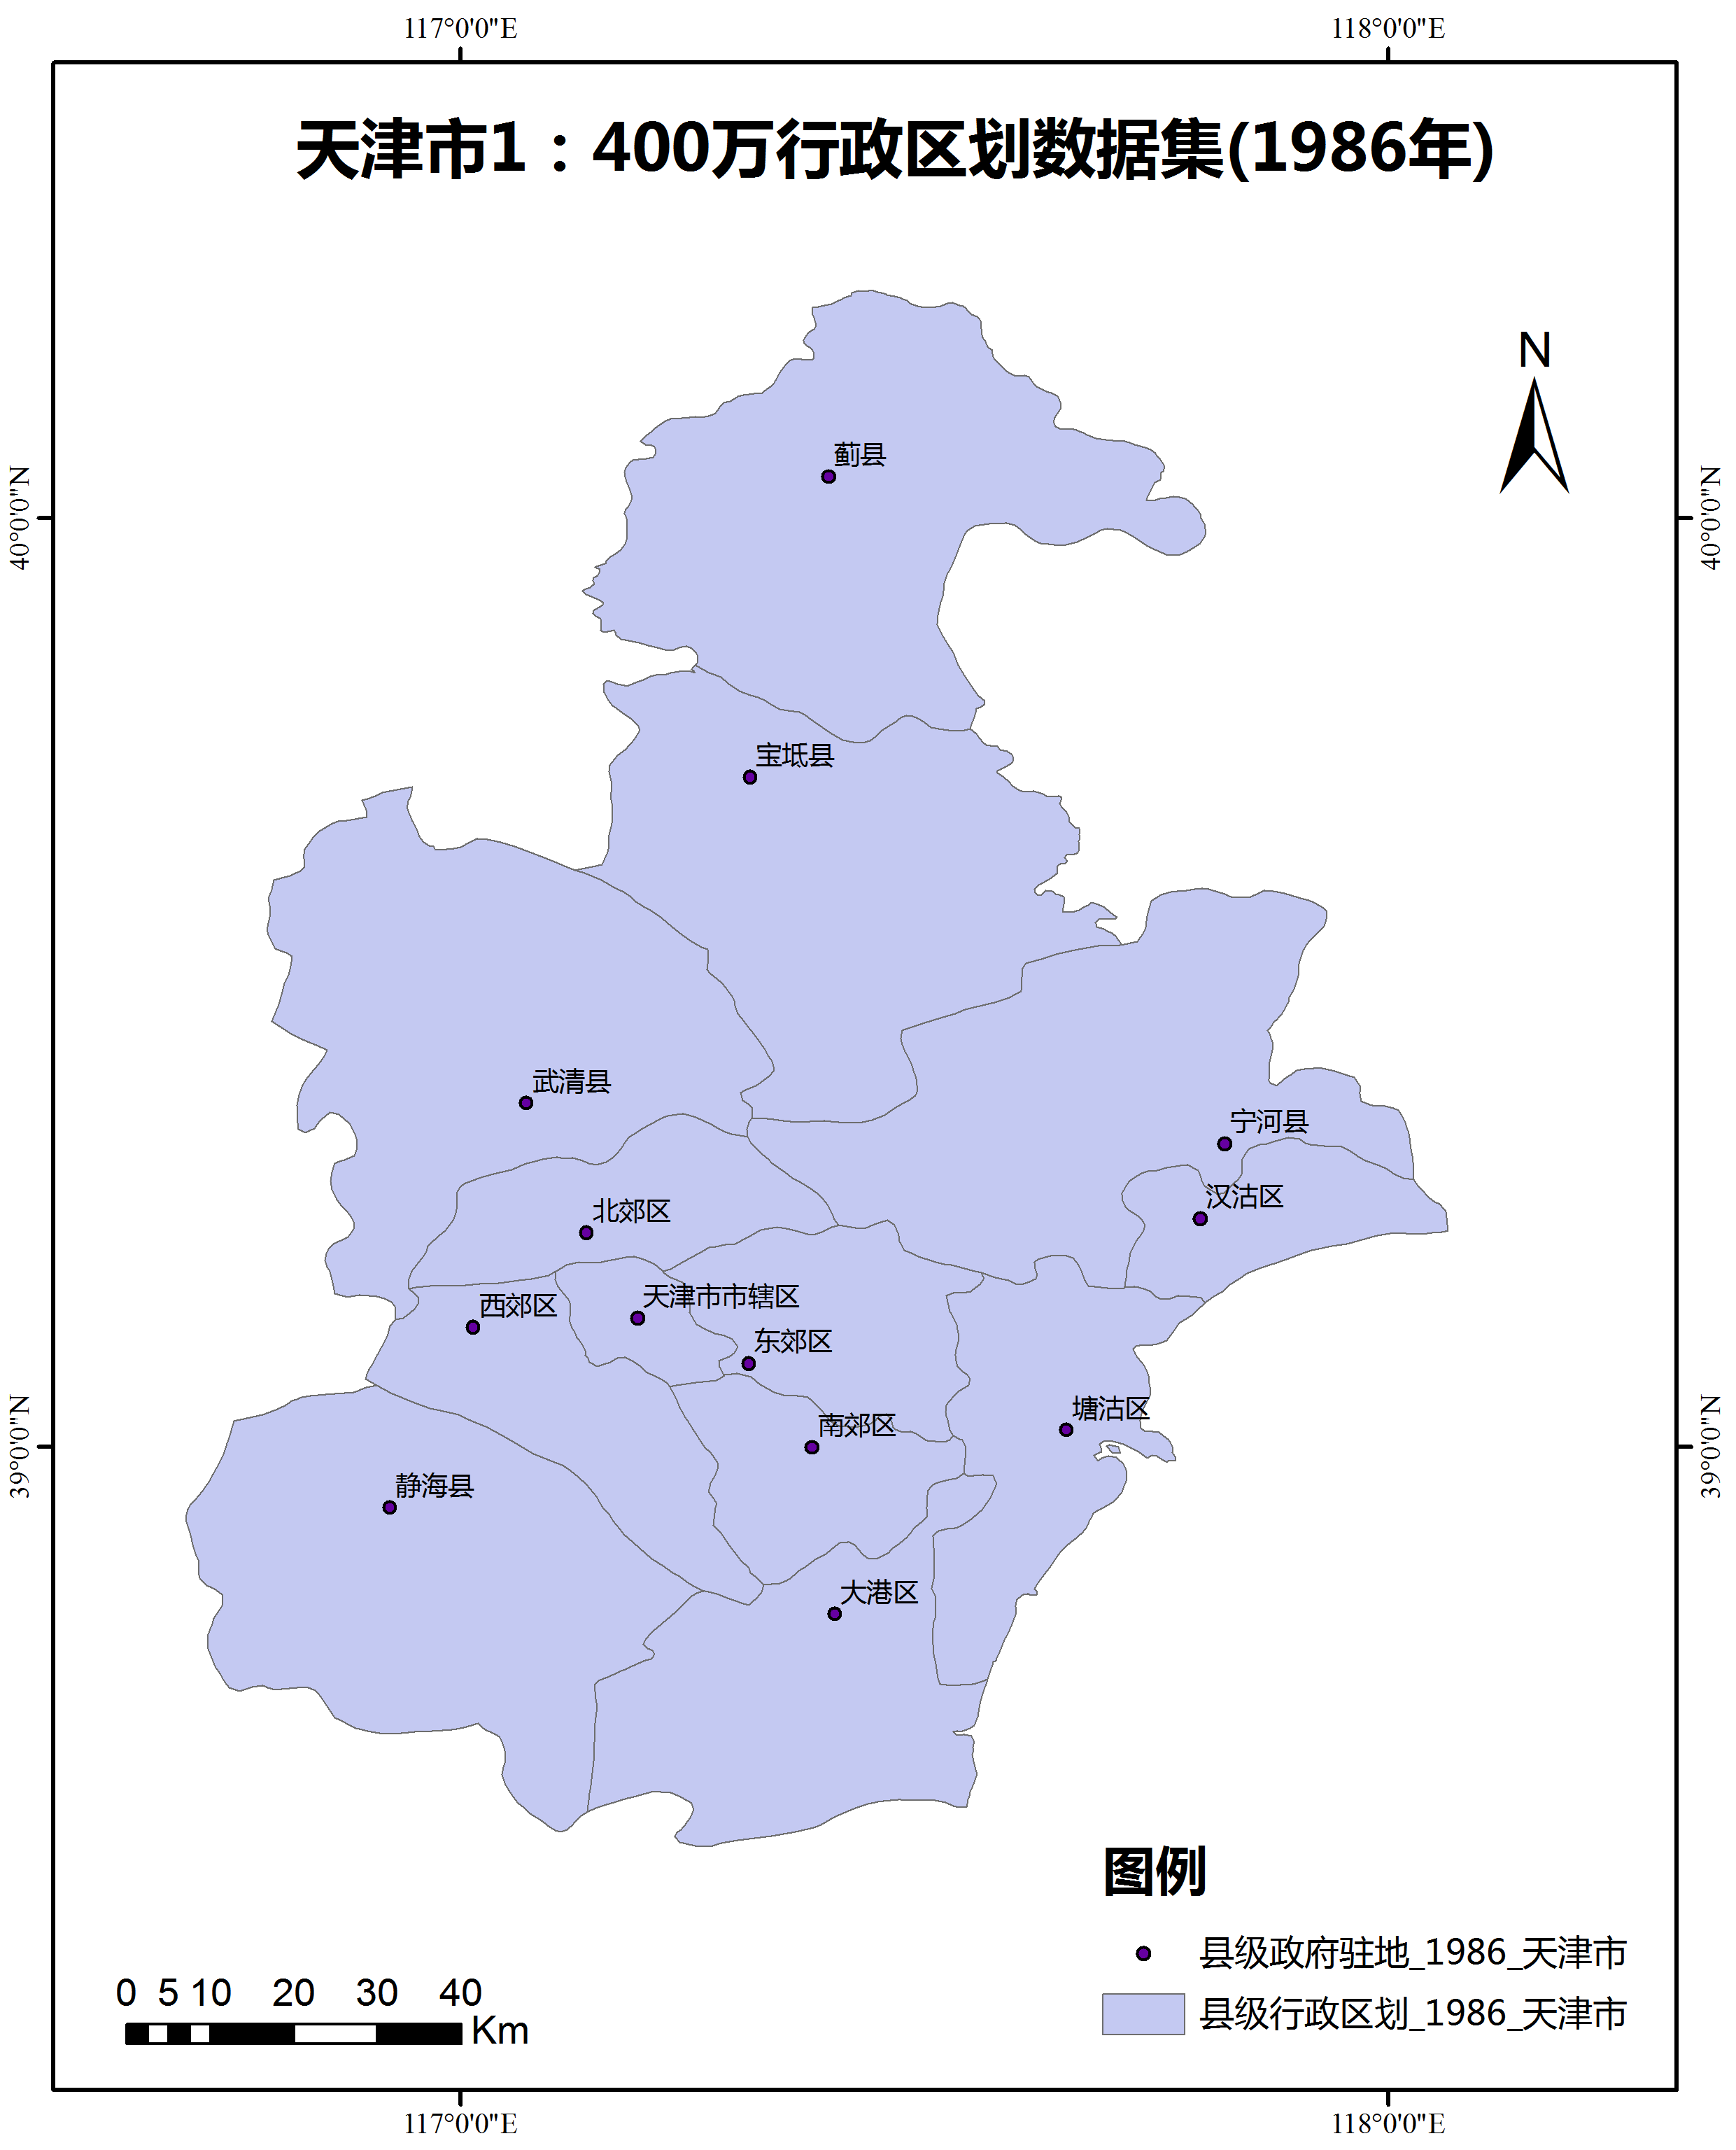 117°0'0"E
118°0'0"E
天津市1：400万行政区划数据集(1986年)
N
蓟县
40°0'0"N
40°0'0"N
宝坻县
武清县
宁河县
汉沽区
北郊区
天津市市辖区
西郊区
东郊区
塘沽区
南郊区
39°0'0"N
39°0'0"N
静海县
大港区
图例
县级政府驻地_1986_天津市
县级行政区划_1986_天津市
0 5 10 20 30 40
Km
117°0'0"E
118°0'0"E